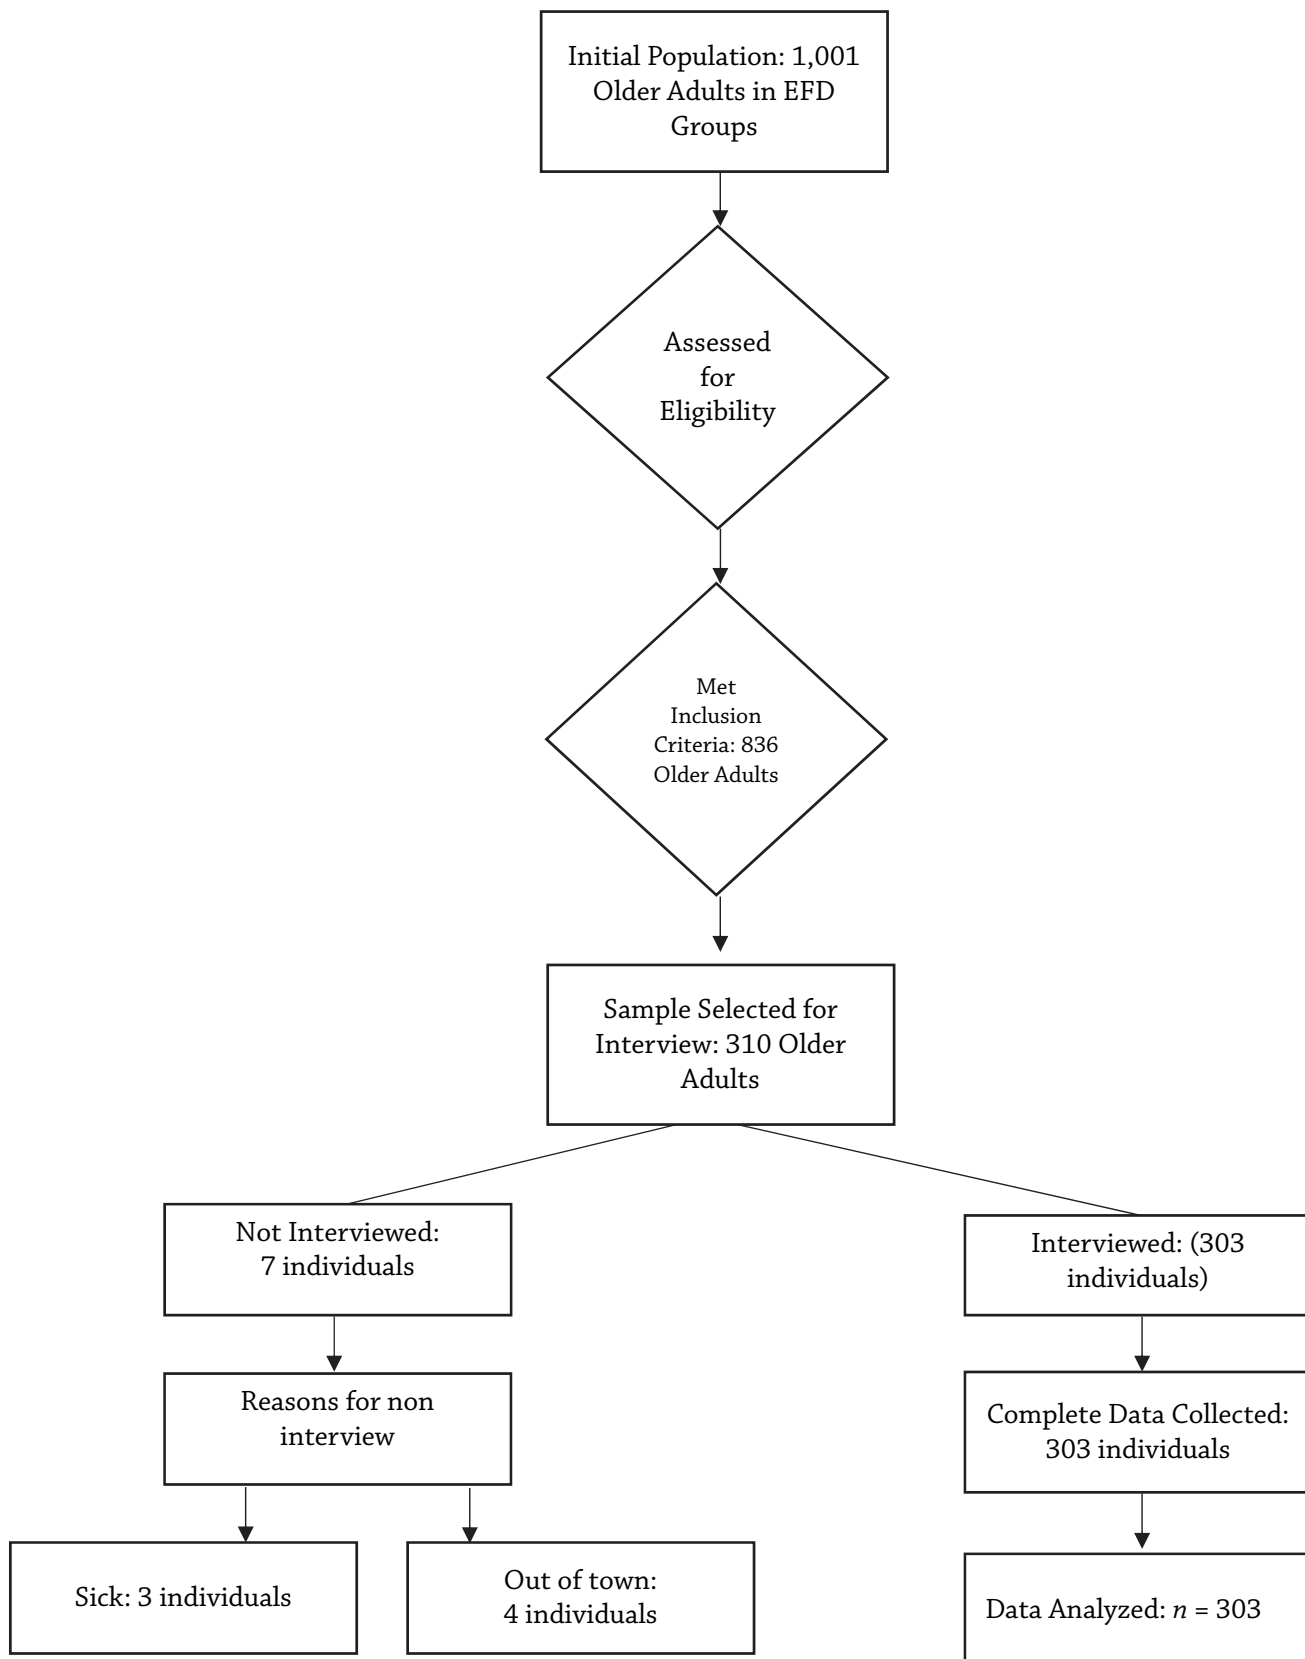 Initial Population: 1,001
Older Adults in EFD
Groups
Assessed
for
Eligibility
Met
Inclusion
Criteria: 836
Older Adults
Sample Selected for
Interview: 310 Older
Adults
Not Interviewed:
7 individuals
Interviewed: (303
individuals)
Reasons for non
interview
Complete Data Collected:
303 individuals
Sick: 3 individuals
Out of town:
4 individuals
Data Analyzed: n = 303